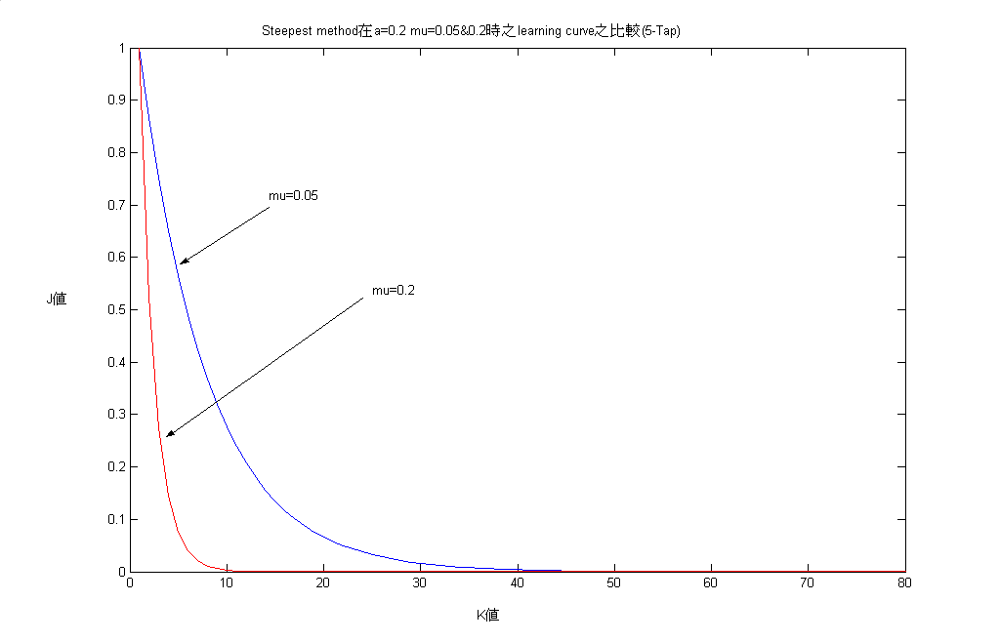 Steepest method在a=0.2 mu=0.05&0.2時之learning curve之比較(5-Tap)
1
0.9
0.8
0.7
mu=0.05
0.6
mu=0.2
J值
0.5
0.4
0.3
0.2
0.1
0
0 10 20 30 40 50 60 70 80
K值